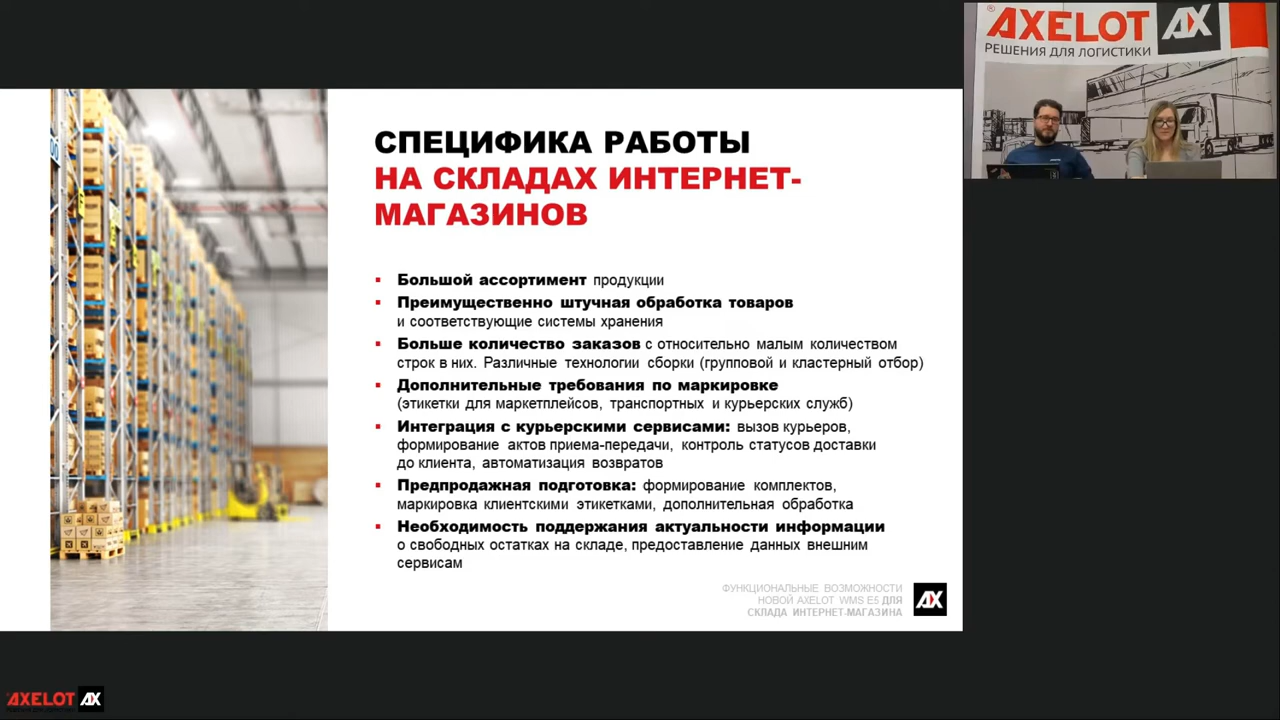 СПЕЦИФИКА РАБОТЫ
НА СКЛАДАХ ИНТЕРНЕТ-
МАГАЗИНОВ
Большой ассортимент продукции
Преимущественно штучная обработка товаров
и соответствующие системы хранения
Больше количество заказов с относительно малым количеством
строк в них. Различные технологии сборки (групповой и кластерный отбор)
Дополнительные требования по маркировке
(этикетки для маркетплейсов, транспортных и курьерских служб)
Интеграция с курьерскими сервисами: вызов курьеров,
формирование актов приема-передачи, контроль статусов доставки
до клиента, автоматизация возвратов
Предпродажная подготовка: формирование комплектов,
маркировка клиентскими этикетками, дополнительная обработка
Необходимость поддержания актуальности информации
о свободных остатках на складе, предоставление данных внешним
сервисам
ФУНКЦИОНАЛЬНЫЕ ВОЗМОЖНОСТИ
НОВОЙ AXELOT WMS E5 ДЛЯ
СКЛАДА ИНТЕРНЕТ-МАГАЗИНА
AX
AXELOT AX
РЕШЕНИЯ ДЛЯ ЛОГИСТИКИ
AXELOT AX